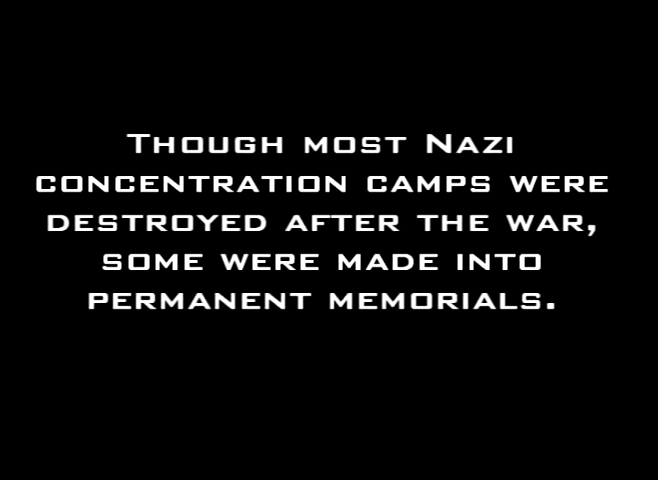 Though most Nazi
concentration camps were
destroyed after the war,
some were made into
permanent memorials.